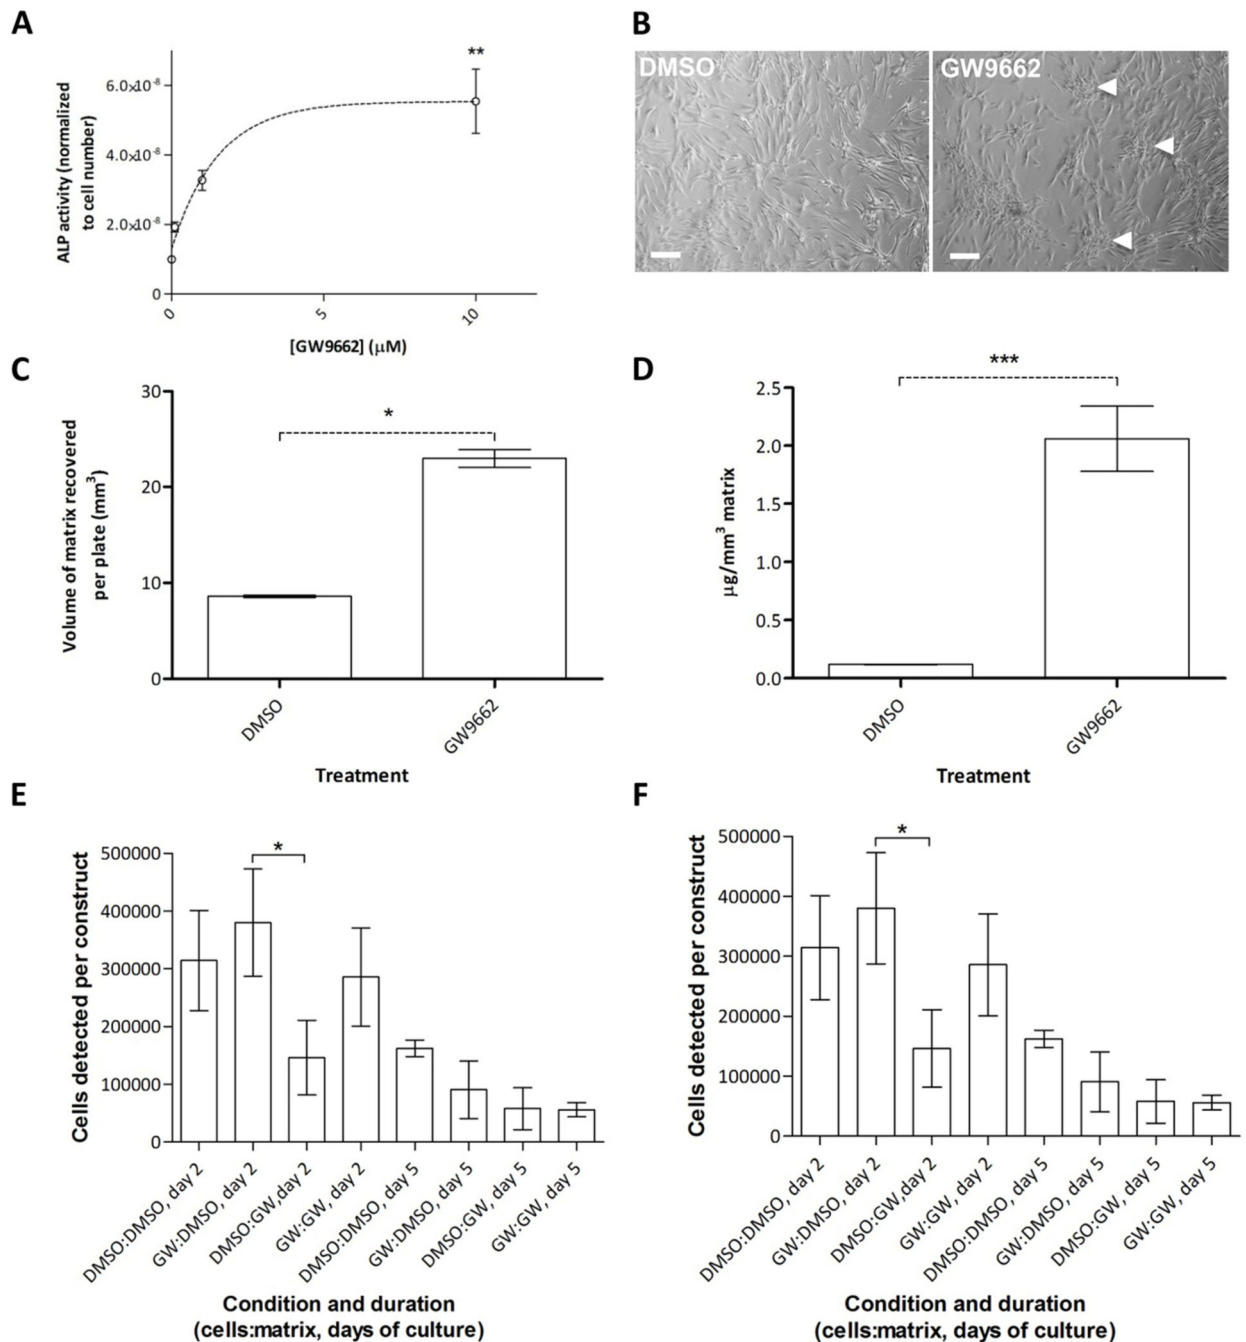 A
ALP activity (normalized
to cell number)
6.0x10⁻⁸
4.0x10⁻⁸
2.0x10⁻⁸
0
**
0
5
10
[GW9662] (µM)
B
DMSO
GW9662
C
Volume of matrix recovered
per plate (mm³)
30
20
10
0
*
DMSO
GW9662
Treatment
D
µg/mm³ matrix
2.5
2.0
1.5
1.0
0.5
0.0
***
DMSO
GW9662
Treatment
E
Cells detected per construct
500000
400000
300000
200000
100000
0
*
DMSO:DMSO, day 2
GW:DMSO, day 2
DMSO:GW,day 2
GW:GW, day 2
DMSO:DMSO, day 5
GW:DMSO, day 5
DMSO:GW, day 5
GW:GW, day 5
Condition and duration
(cells:matrix, days of culture)
F
Cells detected per construct
500000
400000
300000
200000
100000
0
*
DMSO:DMSO, day 2
GW:DMSO, day 2
DMSO:GW,day 2
GW:GW, day 2
DMSO:DMSO, day 5
GW:DMSO, day 5
DMSO:GW, day 5
GW:GW, day 5
Condition and duration
(cells:matrix, days of culture)